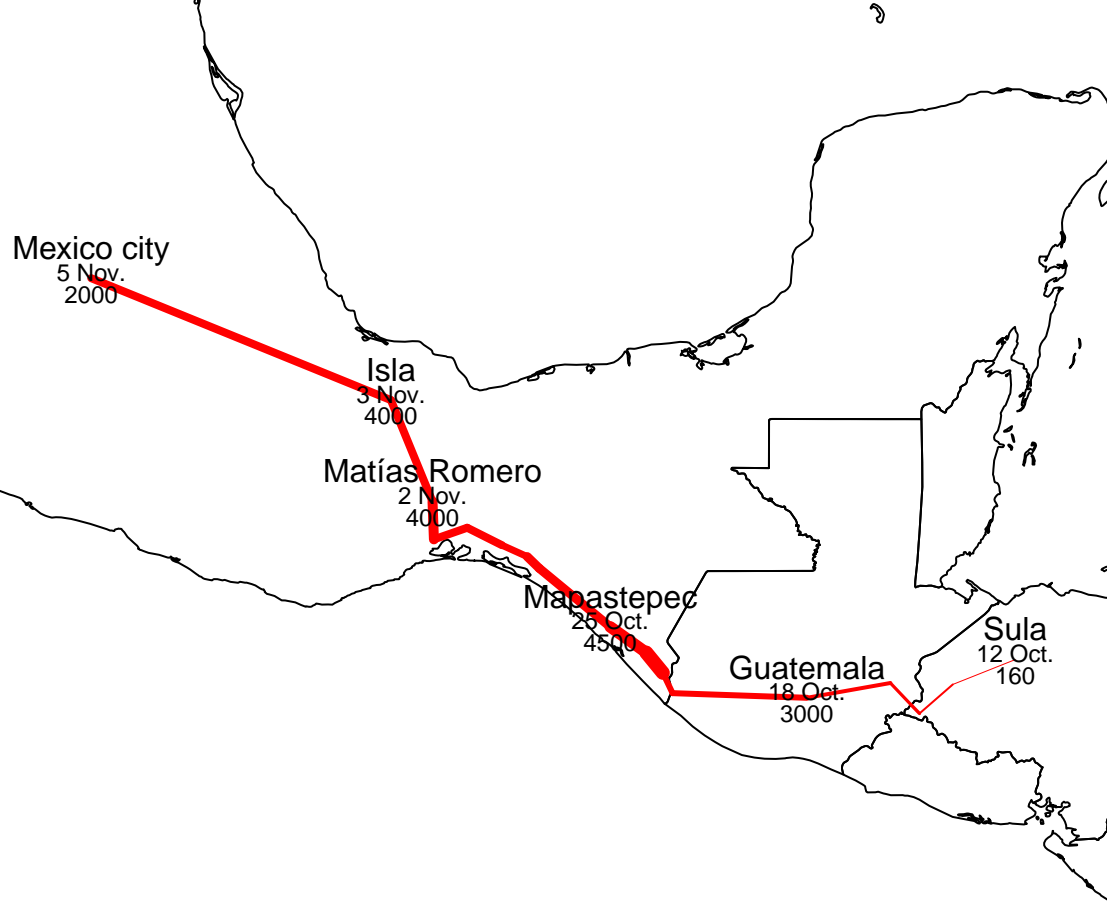 Mexico city
5 Nov.
2000
Isla
3 Nov.
4000
Matías Romero
2 Nov.
4000
Mapastepec
25 Oct.
4500
Guatemala
18 Oct.
3000
Sula
12 Oct.
160